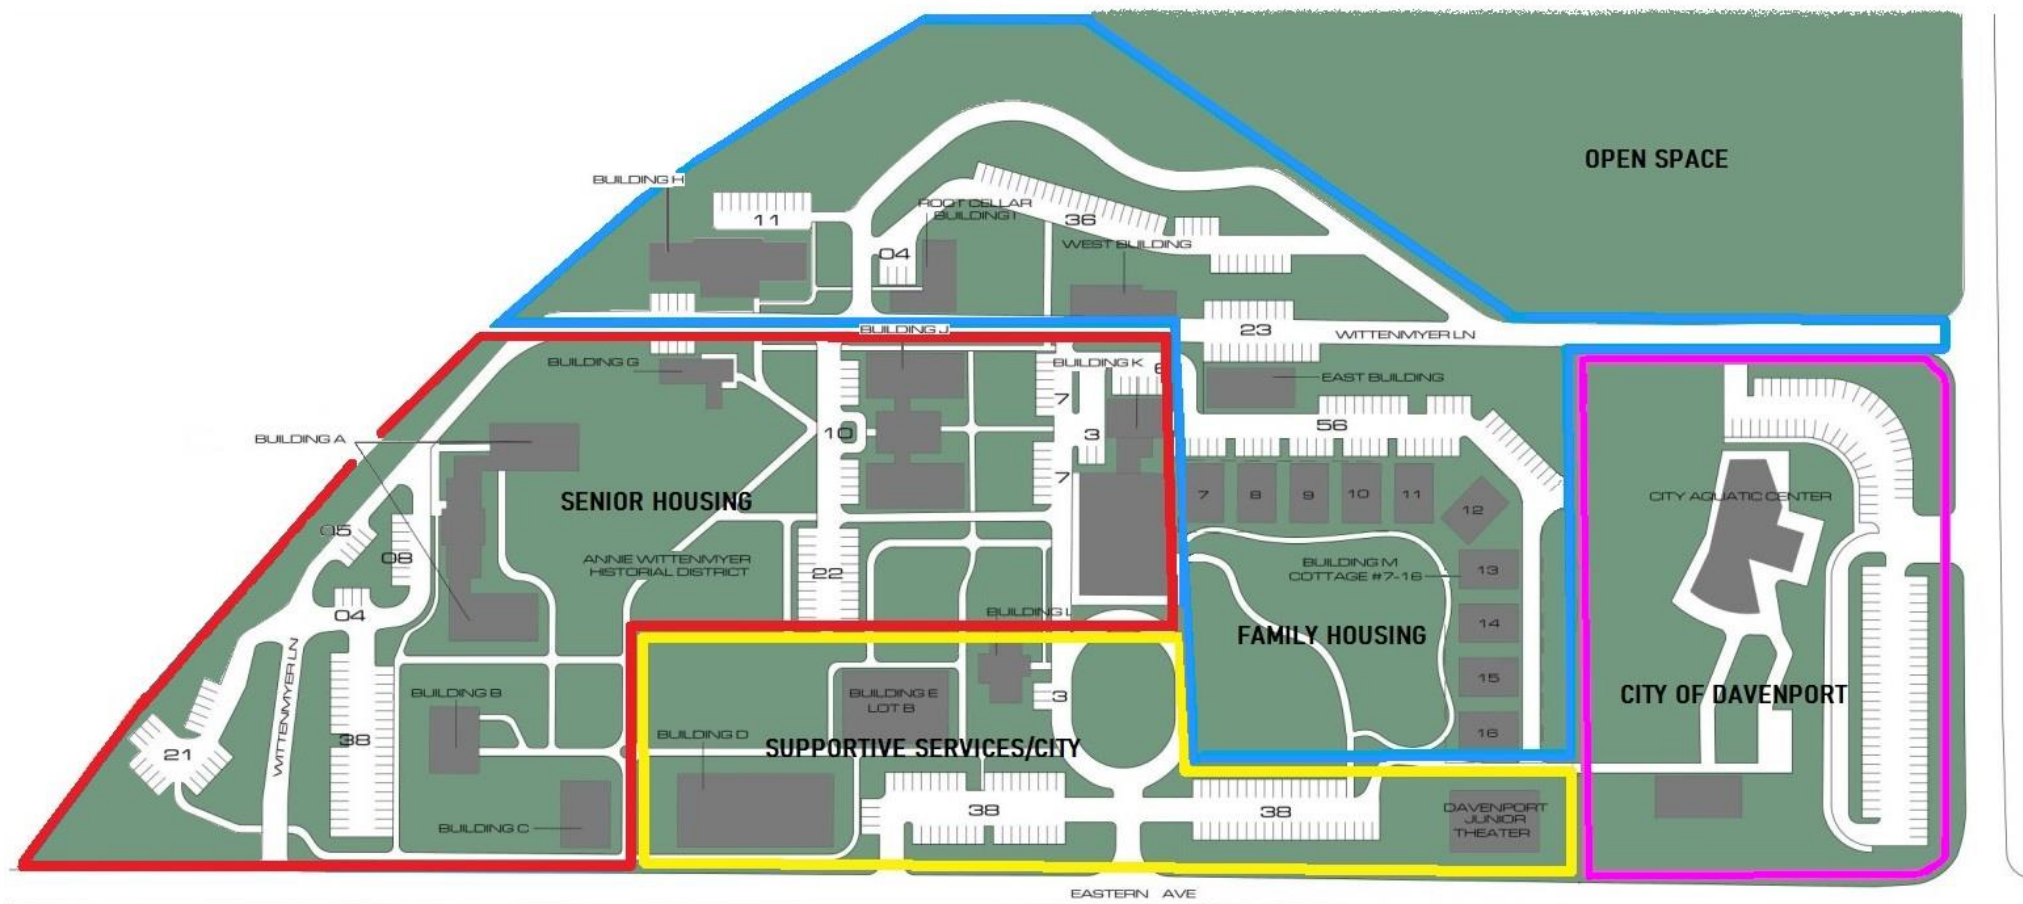 OPEN SPACE
BUILDING H
11
ROOT CELLAR
BUILDING I
36
04
WEST BUILDING
BUILDING J
23
WITTENMYER LN
BUILDING G
BUILDING K
6
EAST BUILDING
7
10
3
56
BUILDING A
SENIOR HOUSING
7
7
8
9
10
11
12
CITY AQUATIC CENTER
05
08
ANNIE WITTENMYER
HISTORIAL DISTRICT
22
BUILDING M
COTTAGE #7-16
13
04
BUILDING L
14
FAMILY HOUSING
WITTENMYER LN
15
BUILDING B
BUILDING E
LOT B
3
CITY OF DAVENPORT
21
38
BUILDING D
SUPPORTIVE SERVICES/CITY
16
38
38
DAVENPORT
JUNIOR
THEATER
BUILDING C
EASTERN AVE